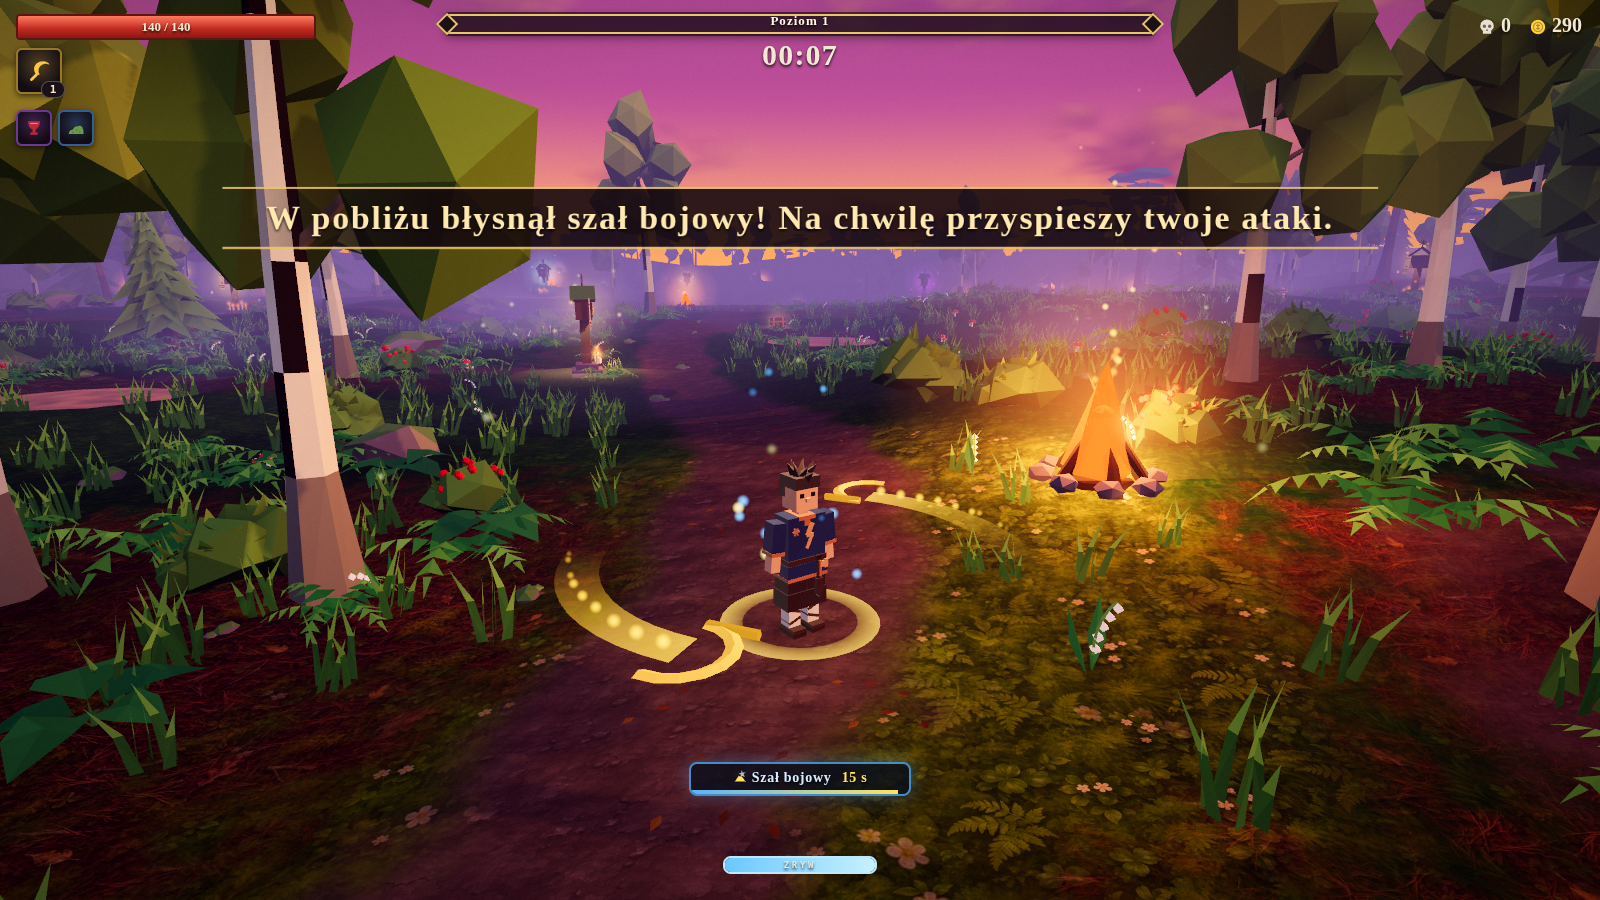 140 / 140
Poziom 1
00:07
0
290
1
W pobliżu błysnął szał bojowy! Na chwilę przyspieszy twoje ataki.
Szał bojowy 15 s
ZRYW